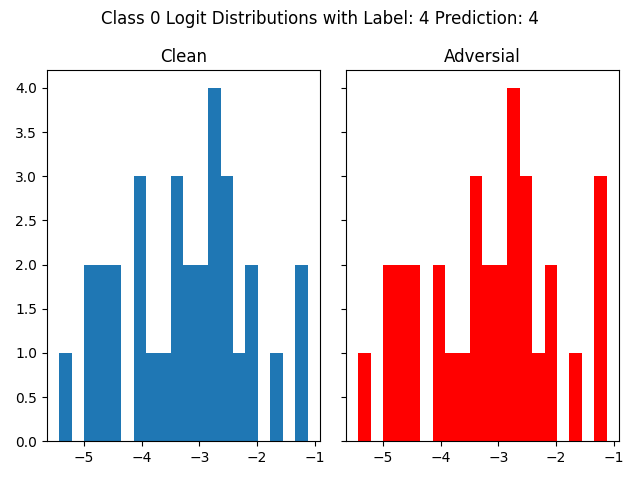 Class 0 Logit Distributions with Label: 4 Prediction: 4
Clean
Adversial
4.0
3.5
3.0
2.5
2.0
1.5
1.0
0.5
0.0
−5 −4 −3 −2 −1
−5 −4 −3 −2 −1